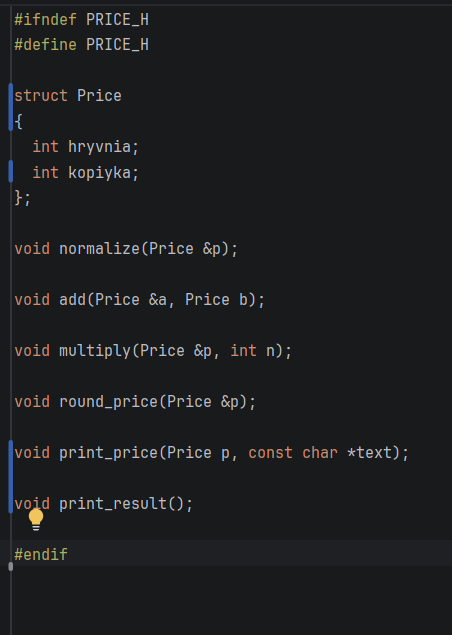 #ifndef PRICE_H
#define PRICE_H
struct Price
{
int hryvnia;
int kopiyka;
};
void normalize(Price &p);
void add(Price &a, Price b);
void multiply(Price &p, int n);
void round_price(Price &p);
void print_price(Price p, const char *text);
void print_result();
#endif